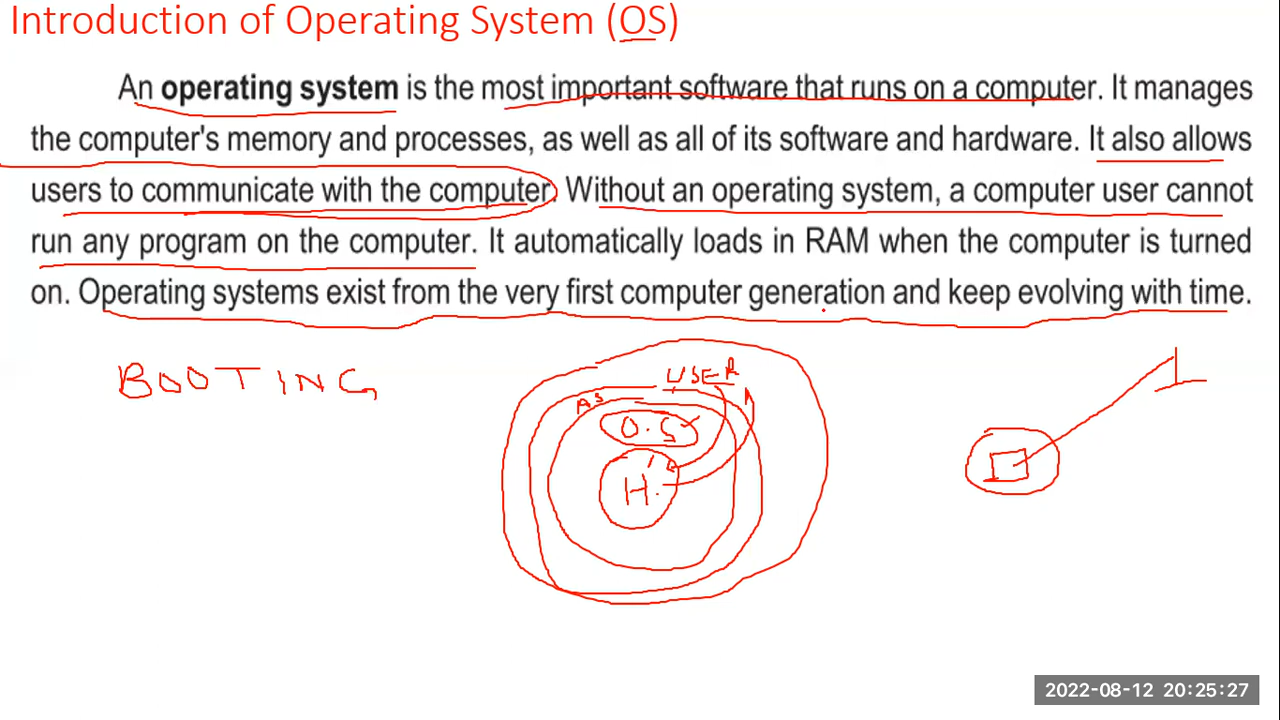 Introduction of Operating System (OS)
An operating system is the most important software that runs on a computer. It manages
the computer's memory and processes, as well as all of its software and hardware. It also allows
users to communicate with the computer. Without an operating system, a computer user cannot
run any program on the computer. It automatically loads in RAM when the computer is turned
on. Operating systems exist from the very first computer generation and keep evolving with time.
BOOTING
USER
AS
O.S
H
1
2022-08-12 20:25:27